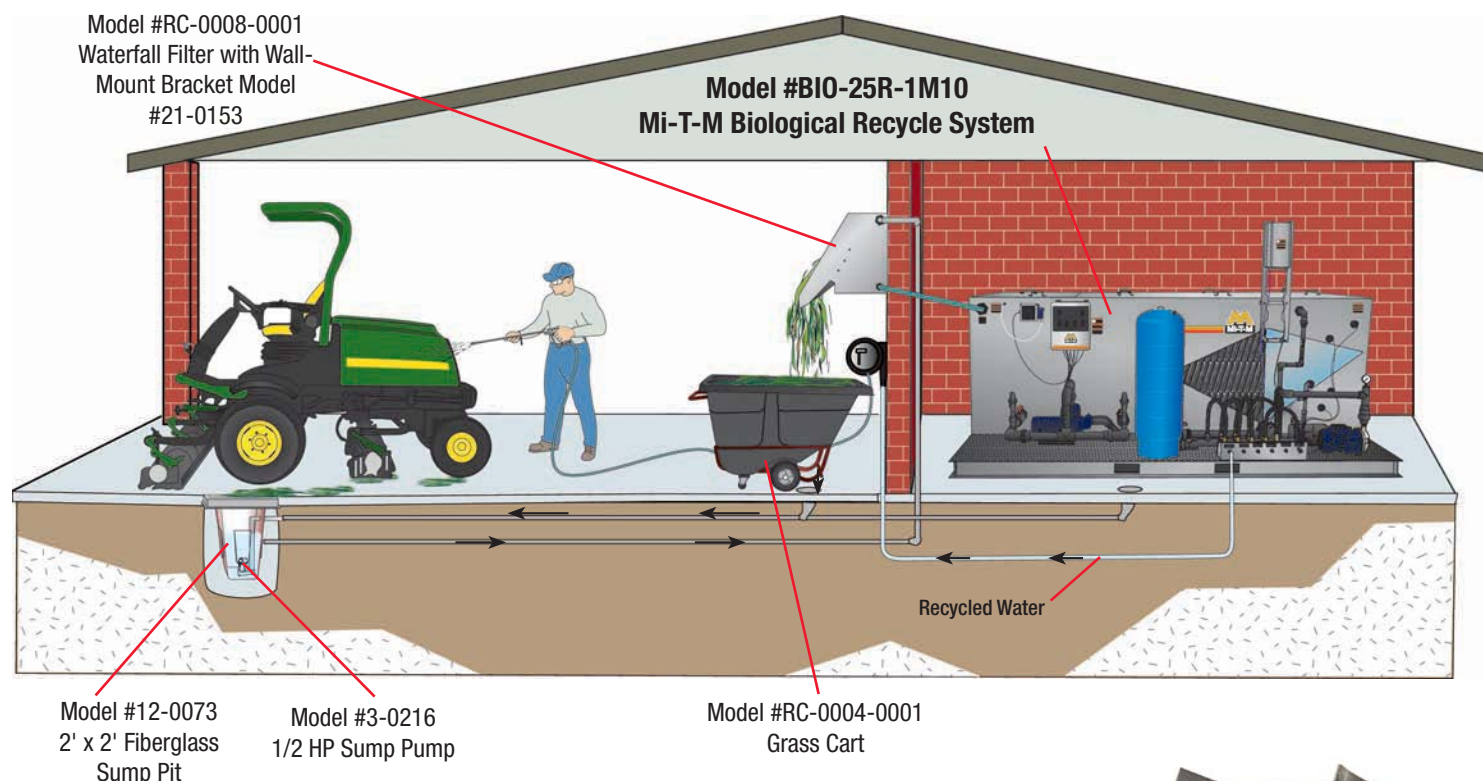 Model #RC-0008-0001
Waterfall Filter with Wall-
Mount Bracket Model
#21-0153
Model #BIO-25R-1M10
Mi-T-M Biological Recycle System
Mi-T-M
Recycled Water
Model #12-0073
2' x 2' Fiberglass
Sump Pit
Model #3-0216
1/2 HP Sump Pump
Model #RC-0004-0001
Grass Cart